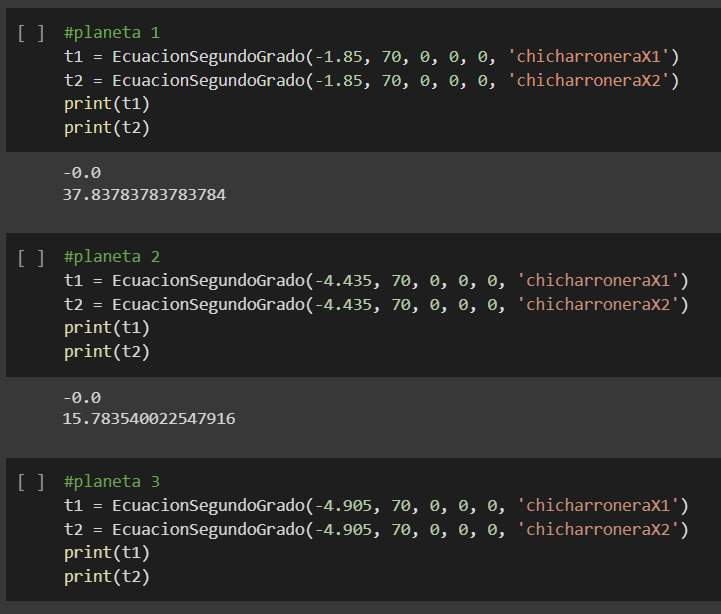 [ ] #planeta 1
t1 = EcuacionSegundoGrado(-1.85, 70, 0, 0, 0, 'chicharroneraX1')
t2 = EcuacionSegundoGrado(-1.85, 70, 0, 0, 0, 'chicharroneraX2')
print(t1)
print(t2)
-0.0
37.83783783783784
[ ] #planeta 2
t1 = EcuacionSegundoGrado(-4.435, 70, 0, 0, 0, 'chicharroneraX1')
t2 = EcuacionSegundoGrado(-4.435, 70, 0, 0, 0, 'chicharroneraX2')
print(t1)
print(t2)
-0.0
15.783540022547916
[ ] #planeta 3
t1 = EcuacionSegundoGrado(-4.905, 70, 0, 0, 0, 'chicharroneraX1')
t2 = EcuacionSegundoGrado(-4.905, 70, 0, 0, 0, 'chicharroneraX2')
print(t1)
print(t2)